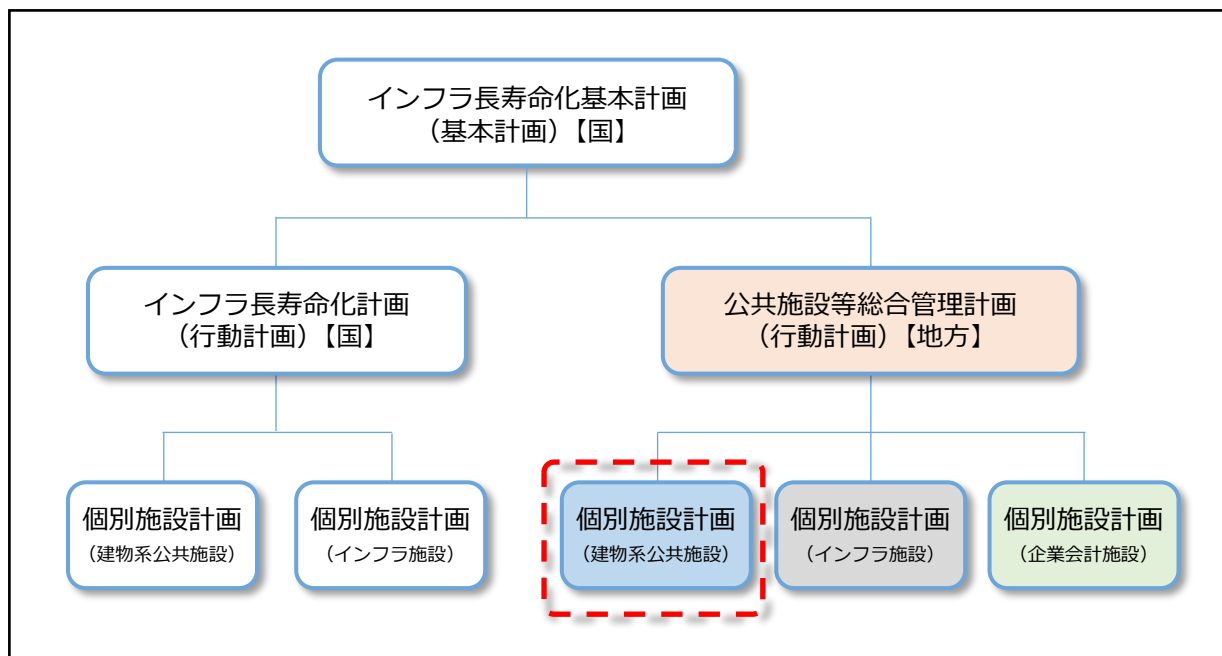 インフラ長寿命化基本計画
（基本計画）【国】
インフラ長寿命化計画
（行動計画）【国】
公共施設等総合管理計画
（行動計画）【地方】
個別施設計画
（建物系公共施設）
個別施設計画
（インフラ施設）
個別施設計画
（建物系公共施設）
個別施設計画
（インフラ施設）
個別施設計画
（企業会計施設）